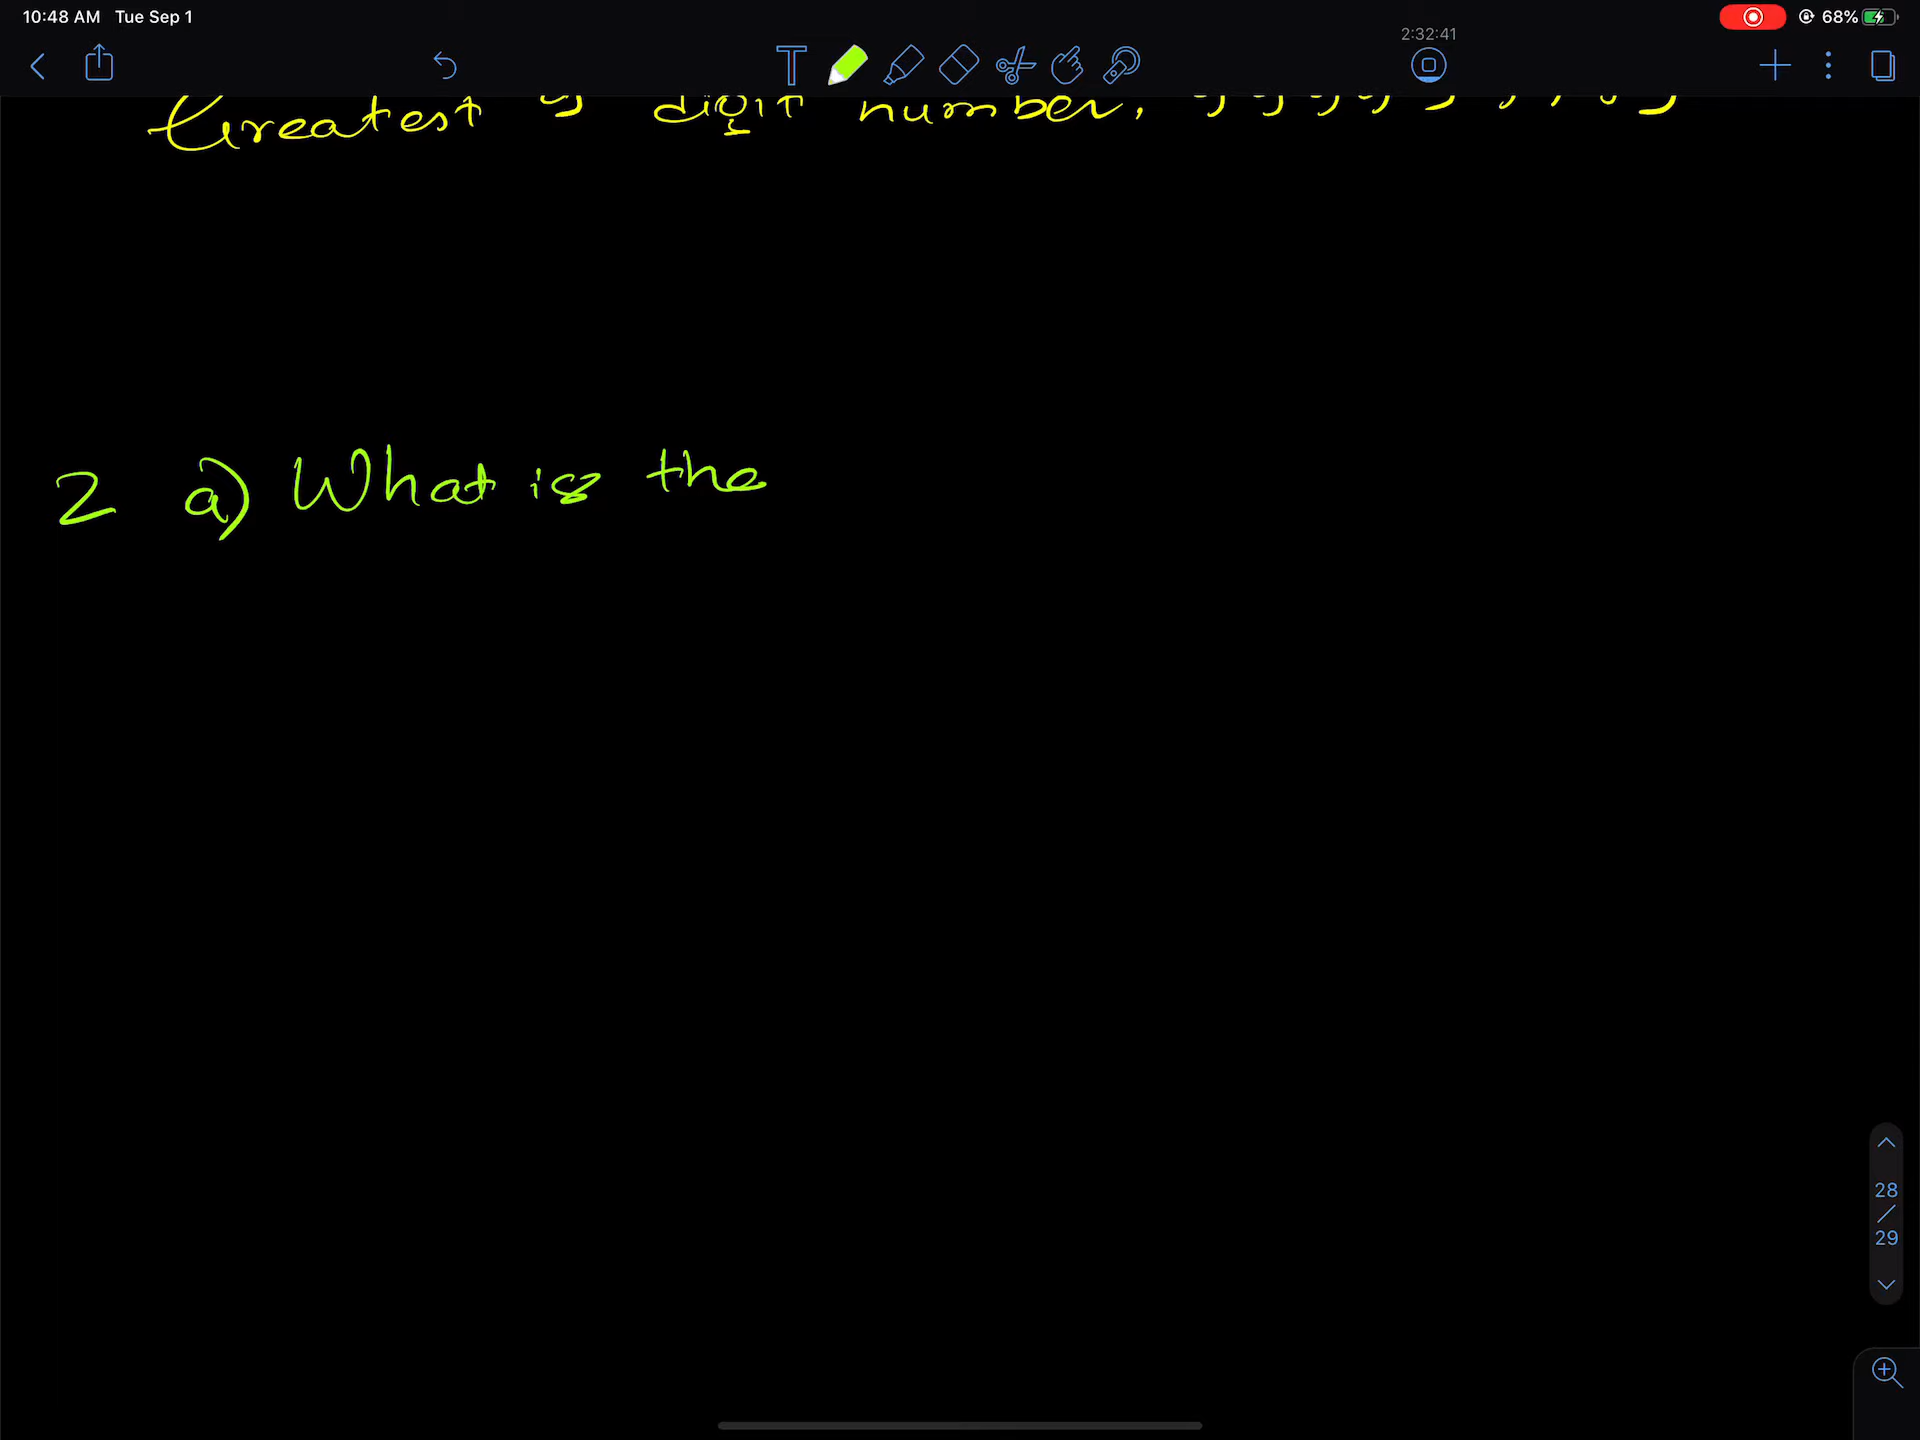 10:48 AM Tue Sep 1
68%
2:32:41
Greatest 9 digit number,
2 a) What is the
28
29